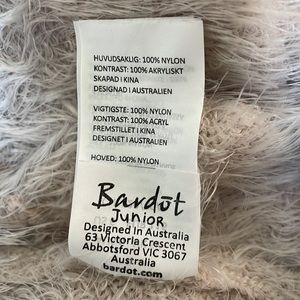 HUVUDSAKLIG: 100% NYLON
KONTRAST: 100% AKRYLISKT
SKAPAD I KINA
DESIGNAD I AUSTRALIEN
VIGTIGSTE: 100% NYLON
KONTRAST: 100% ACRYL
FREMSTILLET I KINA
DESIGNET I AUSTRALIEN
HOVED: 100% NYLON
Bardot
JUNIOR
Designed In Australia
63 Victoria Crescent
Abbotsford VIC 3067
Australia
bardot.com